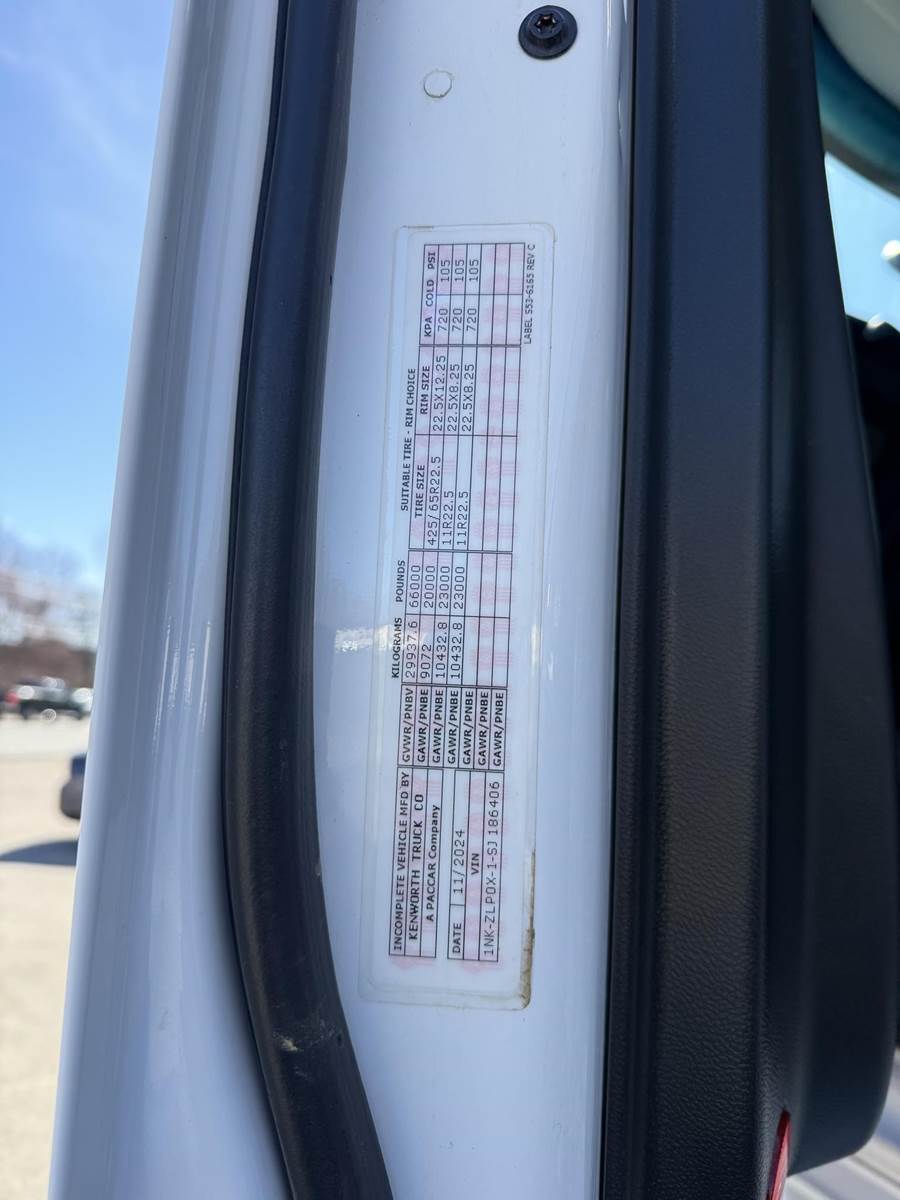 INCOMPLETE VEHICLE MFD BY
KENWORTH TRUCK CO
A PACCAR Company
DATE 11/2024
VIN
1NK-ZLP0X-1-SJ186406
KILOGRAMS POUNDS
GVWR/PNBV 29937.6 66000
GAWR/PNBE 9072 20000
GAWR/PNBE 10432.8 23000
GAWR/PNBE 10432.8 23000
GAWR/PNBE
GAWR/PNBE
GAWR/PNBE
SUITABLE TIRE - RIM CHOICE
TIRE SIZE RIM SIZE KPA COLD PSI
425/65R22.5 22.5X12.25 720 105
11R22.5 22.5X8.25 720 105
11R22.5 22.5X8.25 720 105
LABEL S53-6165 REV C